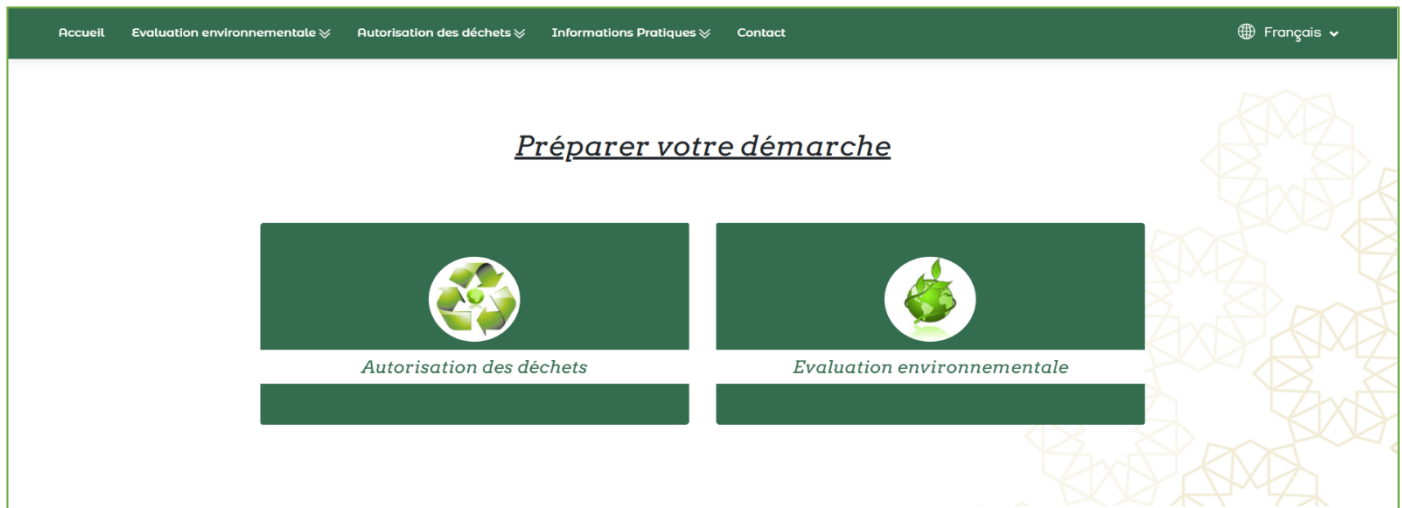 Accueil Evaluation environnementale Autorisation des déchets Informations Pratiques Contact Français
Préparer votre démarche
Autorisation des déchets Evaluation environnementale